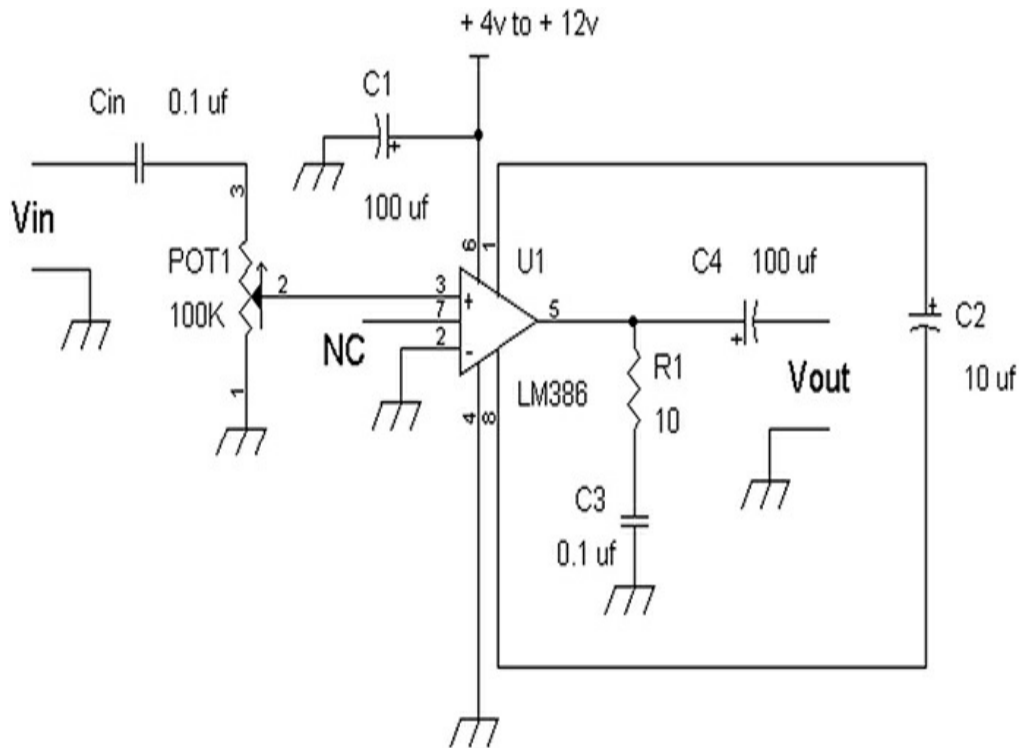 + 4v to + 12v
Cin 0.1 uf
C1
100 uf
Vin
3
POT1
100K
2
1
6
1
U1
3
+
7
NC
2
-
5
LM386
4
8
C4 100 uf
R1
10
C3
0.1 uf
Vout
+
C2
10 uf
+
+